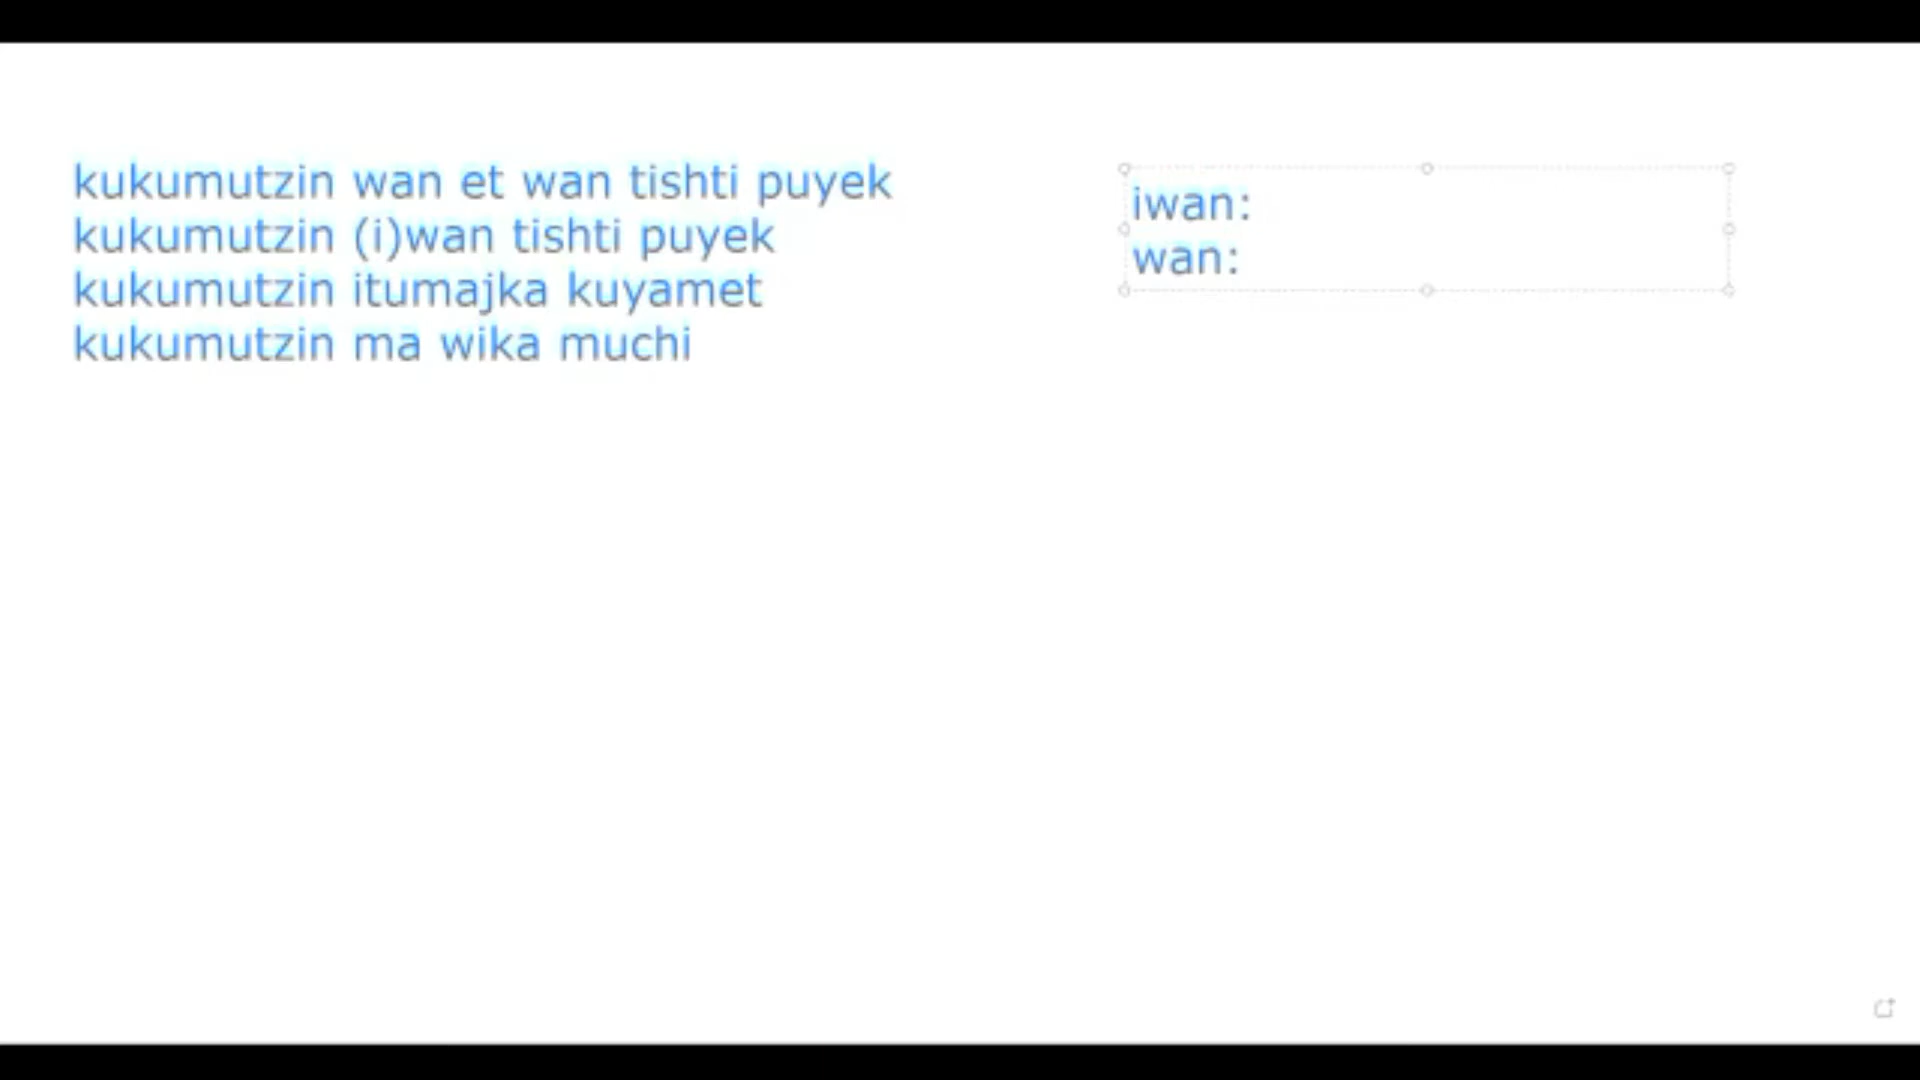 kukumutzin wan et wan tishti puyek
kukumutzin (i)wan tishti puyek
kukumutzin itumajka kuyamet
kukumutzin ma wika muchi
iwan:
wan: